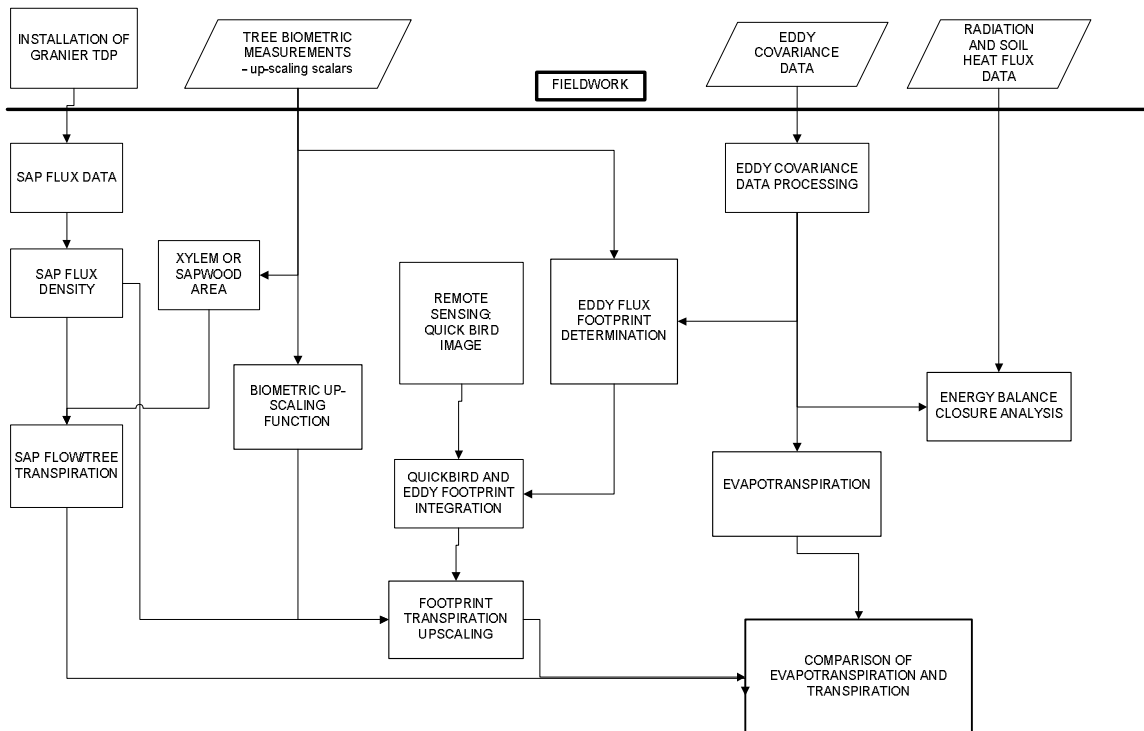 INSTALLATION OF
GRANIER TDP
TREE BIOMETRIC
MEASUREMENTS
– up-scaling scalars
EDDY
COVARIANCE
DATA
RADIATION
AND SOIL
HEAT FLUX
DATA
FIELDWORK
SAP FLUX DATA
EDDY COVARIANCE
DATA PROCESSING
SAP FLUX
DENSITY
XYLEM OR
SAPWOOD
AREA
REMOTE
SENSING:
QUICK BIRD
IMAGE
EDDY FLUX
FOOTPRINT
DETERMINATION
BIOMETRIC UP-
SCALING
FUNCTION
ENERGY BALANCE
CLOSURE ANALYSIS
SAP FLOW/TREE
TRANSPIRATION
QUICKBIRD AND
EDDY FOOTPRINT
INTEGRATION
EVAPOTRANSPIRATION
FOOTPRINT
TRANSPIRATION
UPSCALING
COMPARISON OF
EVAPOTRANSPIRATION AND
TRANSPIRATION